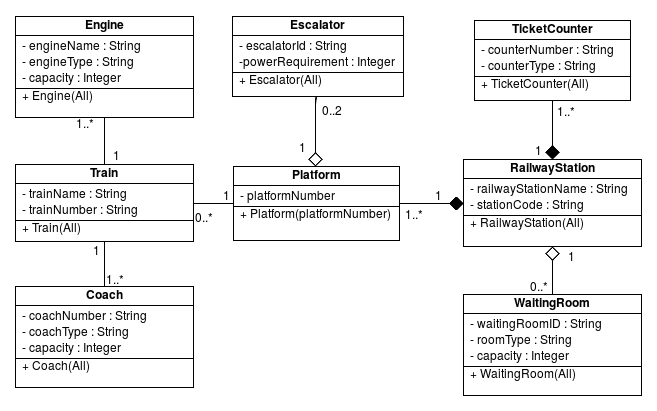 Engine
- engineName : String
- engineType : String
- capacity : Integer
+ Engine(All)
Escalator
- escalatorId : String
-powerRequirement : Integer
+ Escalator(All)
TicketCounter
- counterNumber : String
- counterType : String
+ TicketCounter(All)
1..*
1
0..2
1
1..*
1
Train
- trainName : String
- trainNumber : String
+ Train(All)
1
0..*
Platform
- platformNumber
+ Platform(platformNumber)
1
1..*
RailwayStation
- railwayStationName : String
- stationCode : String
+ RailwayStation(All)
1
1..*
1
0..*
Coach
- coachNumber : String
- coachType : String
- capacity : Integer
+ Coach(All)
WaitingRoom
- waitingRoomID : String
- roomType : String
- capacity : Integer
+ WaitingRoom(All)